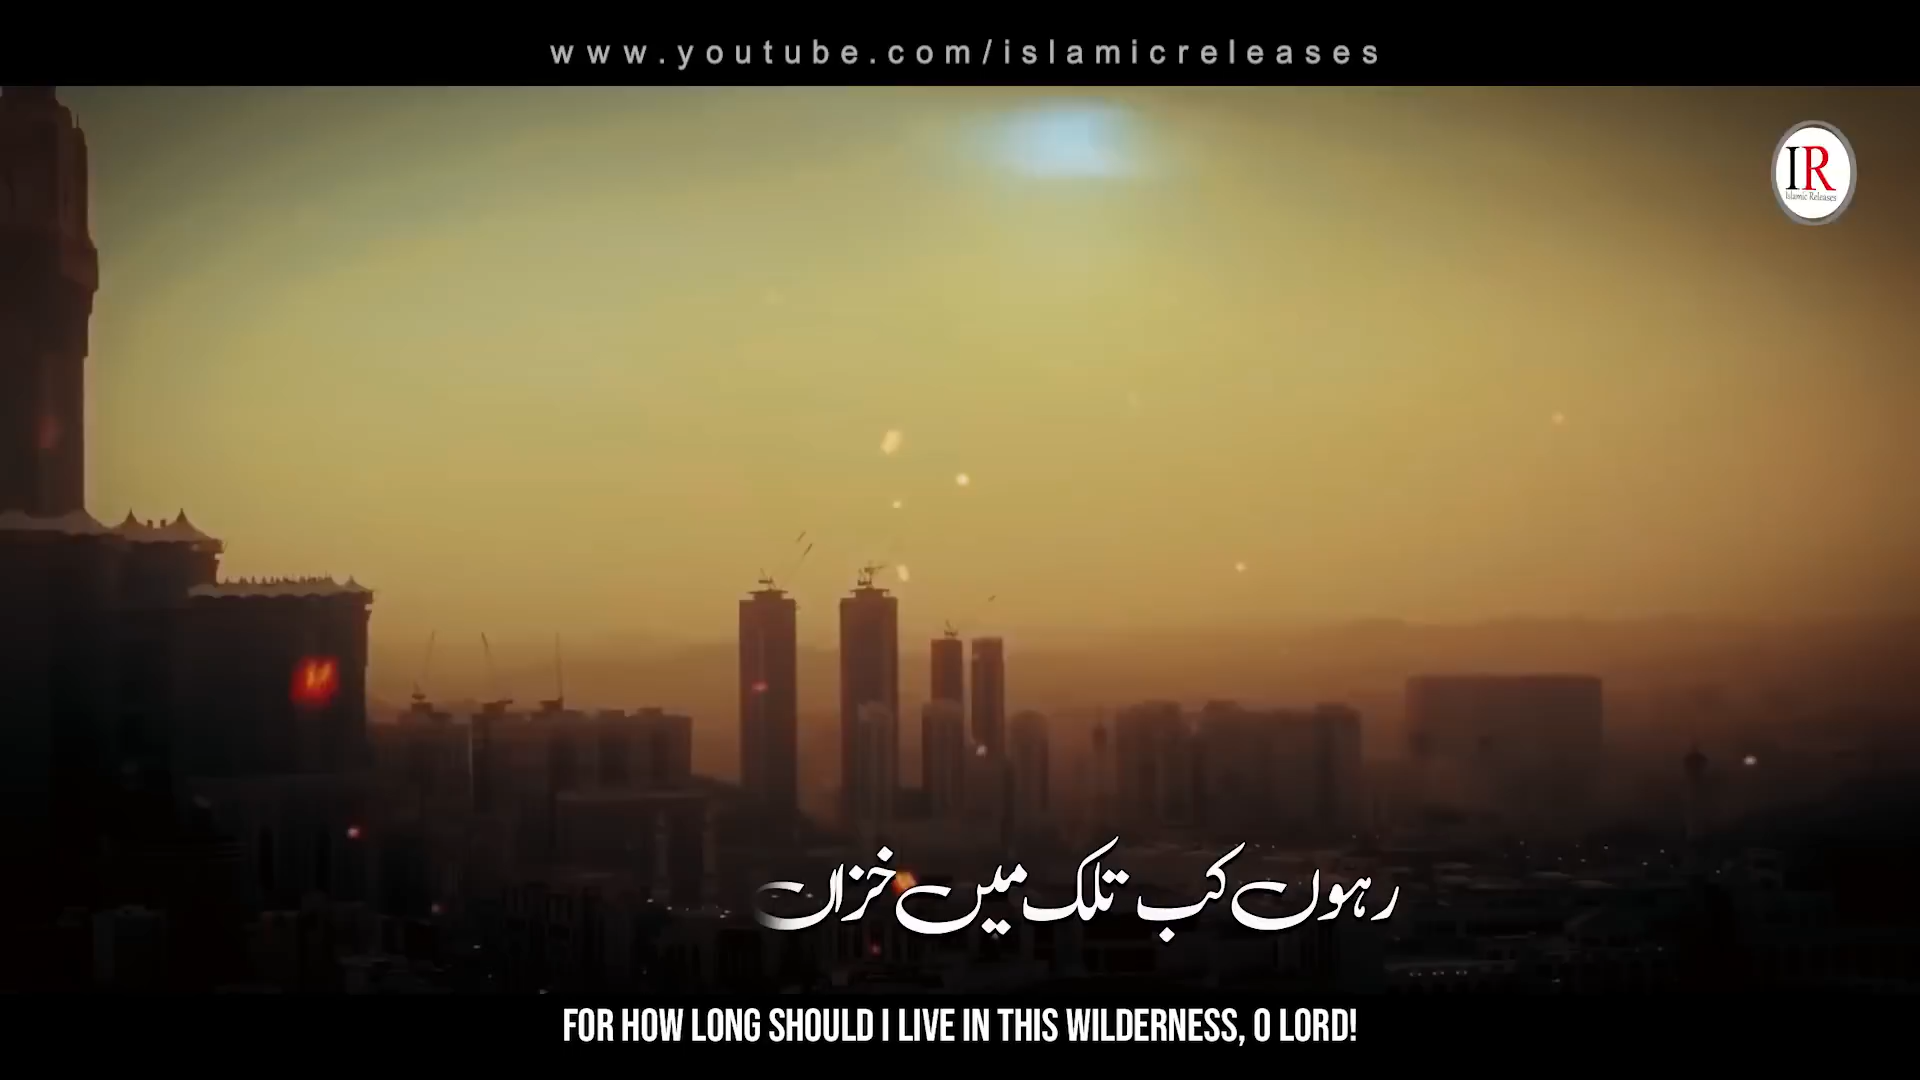 www.youtube.com/islamicreleases
IR
Islamic Releases
رہوں کب تلک میں خزاں
FOR HOW LONG SHOULD I LIVE IN THIS WILDERNESS, O LORD!